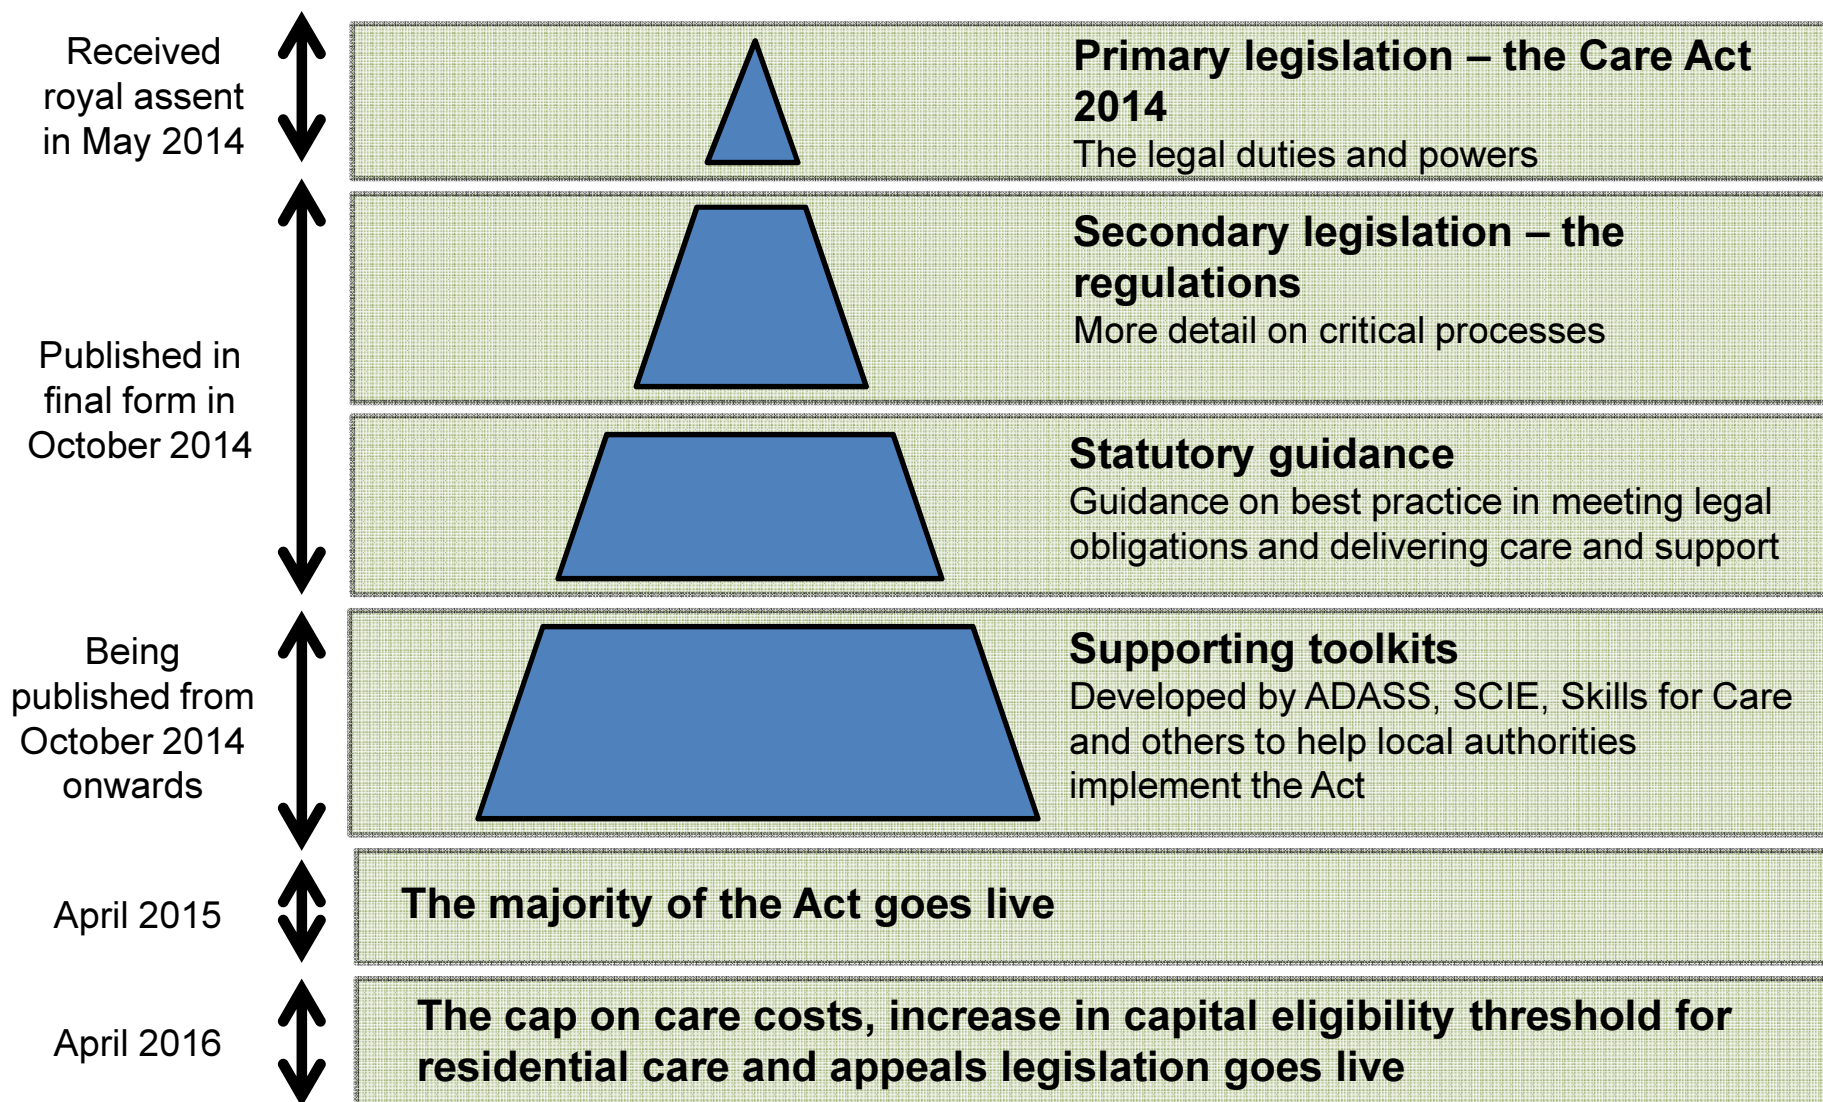 Received
royal assent
in May 2014
Primary legislation – the Care Act
2014
The legal duties and powers
Published in
final form in
October 2014
Secondary legislation – the
regulations
More detail on critical processes
Statutory guidance
Guidance on best practice in meeting legal
obligations and delivering care and support
Being
published from
October 2014
onwards
Supporting toolkits
Developed by ADASS, SCIE, Skills for Care
and others to help local authorities
implement the Act
April 2015
The majority of the Act goes live
April 2016
The cap on care costs, increase in capital eligibility threshold for
residential care and appeals legislation goes live